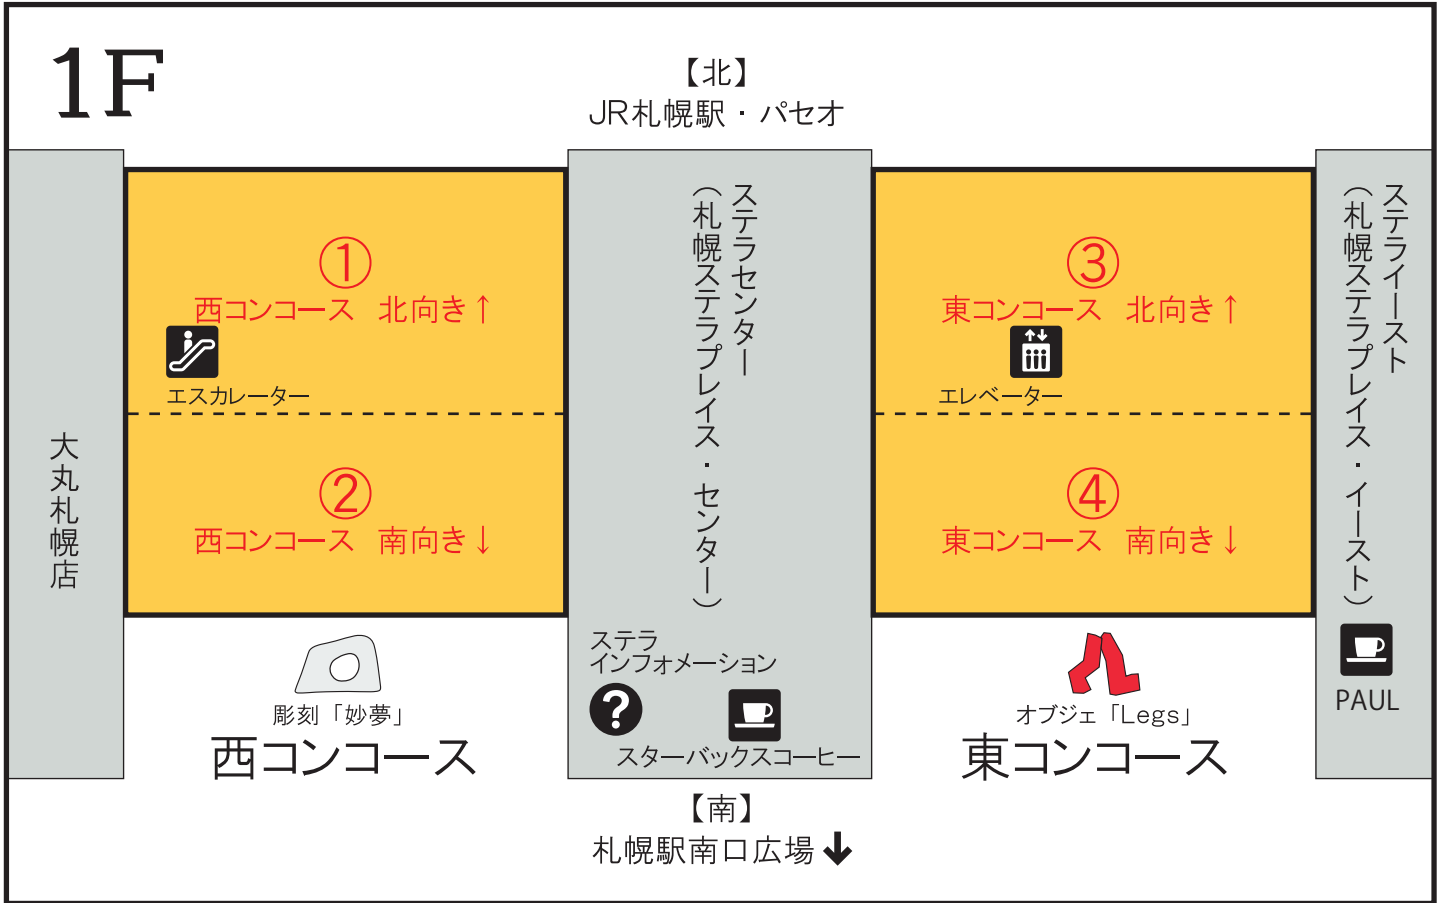 1F
【北】
JR札幌駅・パセオ
①
西コンコース 北向き↑
エスカレーター
②
西コンコース 南向き↓
③
東コンコース 北向き↑
エレベーター
④
東コンコース 南向き↓
大丸札幌店
ステラセンター
（札幌ステラプレイス・センター）
ステライースト
（札幌ステラプレイス・イースト）
彫刻「妙夢」
西コンコース
ステラ
インフォメーション
?
スターバックスコーヒー
オブジェ「Legs」
東コンコース
PAUL
【南】
札幌駅南口広場↓